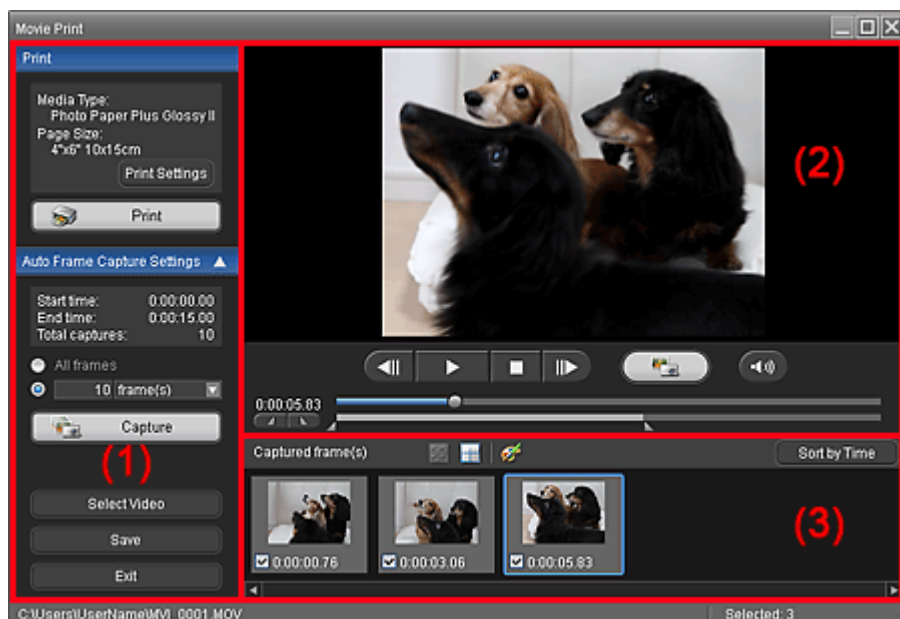 Movie Print
Print
Media Type:
Photo Paper Plus Glossy II
Page Size:
4"x6" 10x15cm
Print Settings
Print
Auto Frame Capture Settings
Start time: 0:00:00.00
End time: 0:00:15.00
Total captures: 10
All frames
10 frame(s)
Capture
(1)
Select Video
Save
Exit
(2)
0:00:05.83
Captured frame(s)
Sort by Time
0:00:00.76
0:00:03.06
0:00:05.83
(3)
C:\Users\UserName\MVI_0001.MOV
Selected: 3